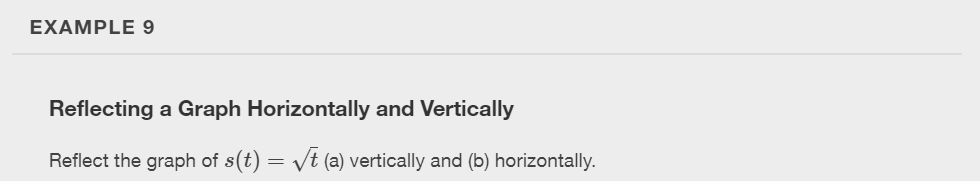 EXAMPLE 9
Reflecting a Graph Horizontally and Vertically
Reflect the graph of s(t) = √t (a) vertically and (b) horizontally.